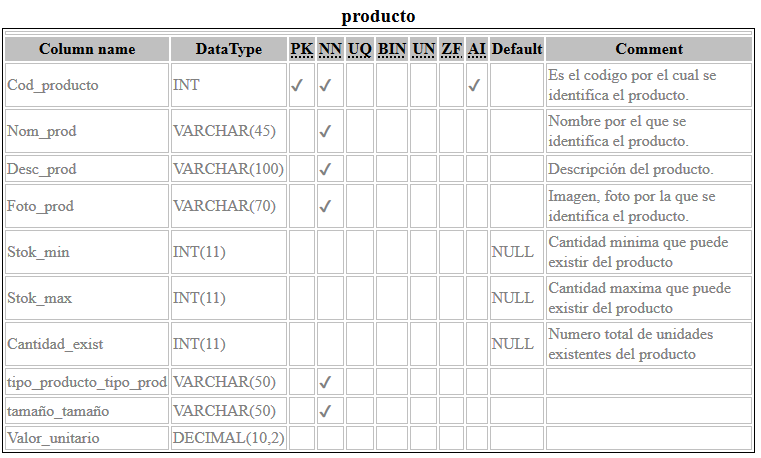 producto
Column name DataType PK NN UQ BIN UN ZF AI Default Comment
Cod_producto INT ✓ ✓ ✓ Es el codigo por el cual se
identifica el producto.
Nom_prod VARCHAR(45) ✓ Nombre por el que se
identifica el producto.
Desc_prod VARCHAR(100) ✓ Descripción del producto.
Foto_prod VARCHAR(70) ✓ Imagen, foto por la que se
identifica el producto.
Stok_min INT(11) NULL Cantidad minima que puede
existir del producto
Stok_max INT(11) NULL Cantidad maxima que puede
existir del producto
Cantidad_exist INT(11) NULL Numero total de unidades
existentes del producto
tipo_producto_tipo_prod VARCHAR(50) ✓
tamaño_tamaño VARCHAR(50) ✓
Valor_unitario DECIMAL(10,2)